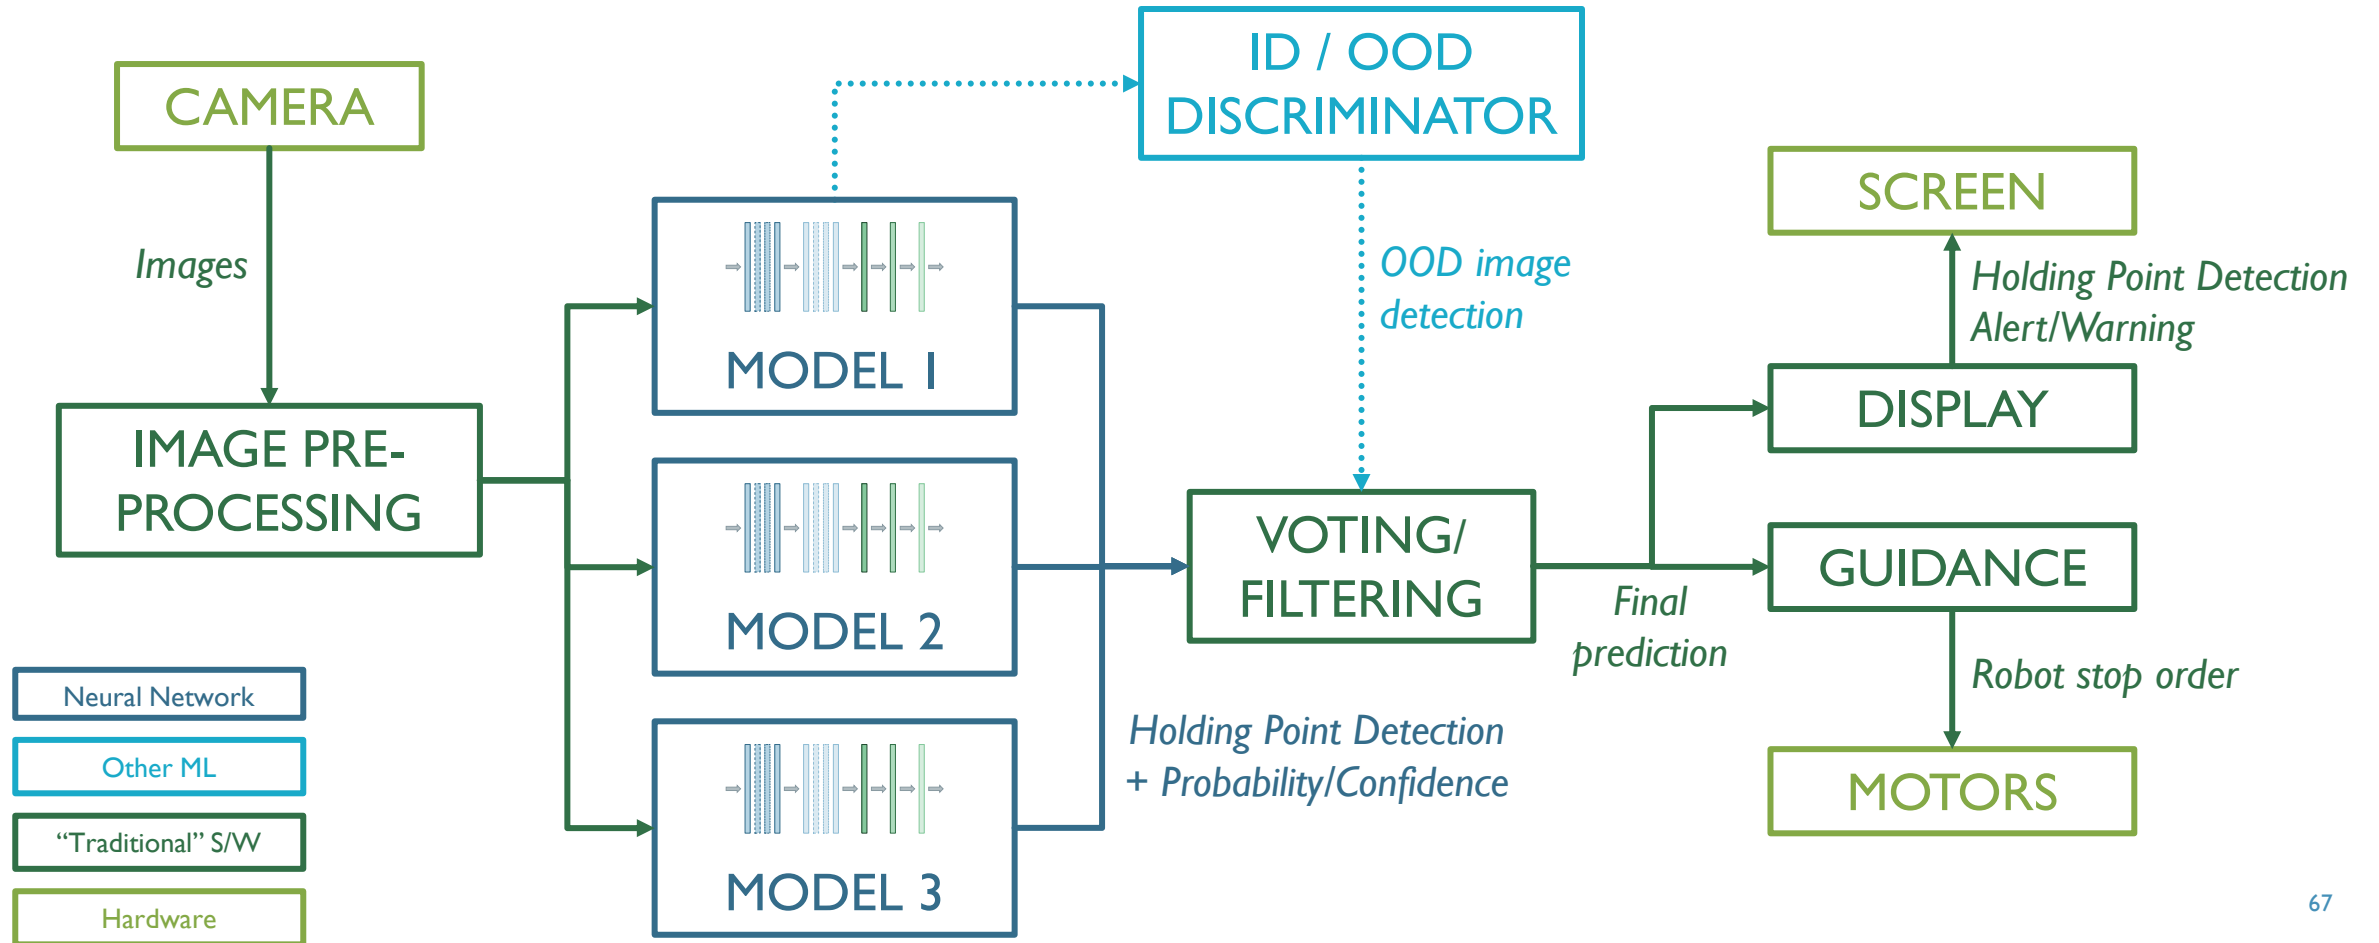 CAMERA
Images
IMAGE PRE-
PROCESSING
MODEL 1
MODEL 2
MODEL 3
ID / OOD
DISCRIMINATOR
OOD image
detection
Holding Point Detection
+ Probability/Confidence
VOTING/
FILTERING
Final
prediction
SCREEN
Holding Point Detection
Alert/Warning
DISPLAY
GUIDANCE
Robot stop order
MOTORS
Neural Network
Other ML
“Traditional” S/W
Hardware
67